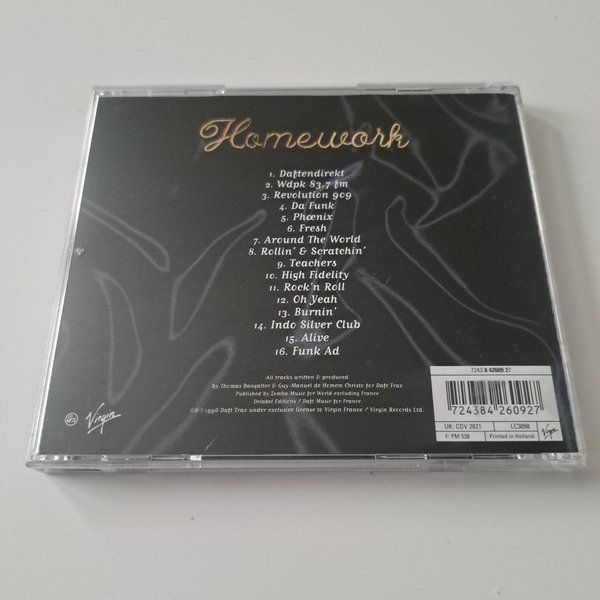 Homework
1. Daftendirekt
2. Wdpk 83.7 fm
3. Revolution 909
4. Da Funk
5. Phœnix
6. Fresh
7. Around The World
8. Rollin' & Scratchin'
9. Teachers
10. High Fidelity
11. Rock'n Roll
12. Oh Yeah
13. Burnin'
14. Indo Silver Club
15. Alive
16. Funk Ad
All tracks written & produced
by Thomas Bangalter & Guy-Manuel de Homem Christo for Daft Trax
Published by Zomba Music for World excluding France
Delabel Editions / Daft Music for France
℗ & © 1996 Daft Trax under exclusive license to Virgin France / Virgin Records Ltd.
Virgin
7243 8 42609 27
724384 260927
UK: CDV 2821 LC3098
F: PM 538 Printed in Holland Virgin